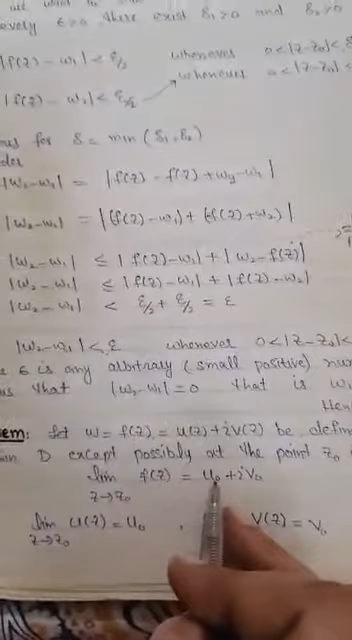 every ε>0 there exist δ₁>0 and δ₂>0
|f(z) - w₁| < ε/2 whenever 0<|z-z₀|<δ
|f(z) - w₂| < ε/2 whenever 0<|z-z₀|<
for δ = min (δ₁, δ₂)
|w₂-w₁| = |f(z) - f(z) + w₂ - w₁|
|w₂-w₁| = |(f(z)-w₁)+(-f(z)+w₂)|
|w₂-w₁| ≤ |f(z)-w₁| + |w₂-f(z)|
|w₂-w₁| ≤ |f(z)-w₁| + |f(z)-w₂|
|w₂-w₁| < ε/2 + ε/2 = ε
|w₂-w₁| < ε whenever 0<|z-z₀|<
ε is any arbitrary (small positive)
that |w₂-w₁|=0 that is w₁
Let w = f(z) = u(z)+iv(z) be
D except possibly at the point z₀
lim f(z) = u₀+iv₀
z→z₀
lim u(z) = u₀ , v(z) = v₀
z→z₀